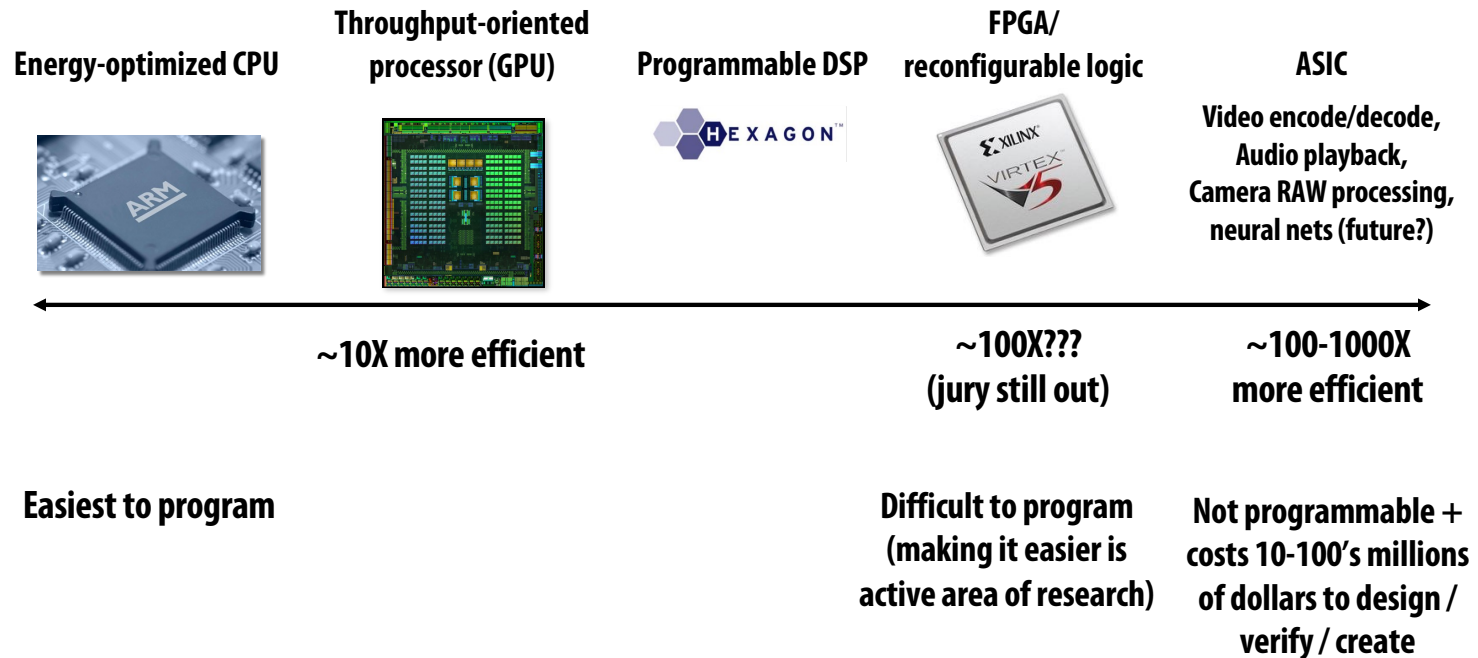 Energy-optimized CPU
Throughput-oriented
processor (GPU)
Programmable DSP
FPGA/
reconfigurable logic
ASIC
ARM
HEXAGON™
XILINX®
VIRTEX™
5
Video encode/decode,
Audio playback,
Camera RAW processing,
neural nets (future?)
~10X more efficient
~100X???
(jury still out)
~100-1000X
more efficient
Easiest to program
Difficult to program
(making it easier is
active area of research)
Not programmable +
costs 10-100's millions
of dollars to design /
verify / create